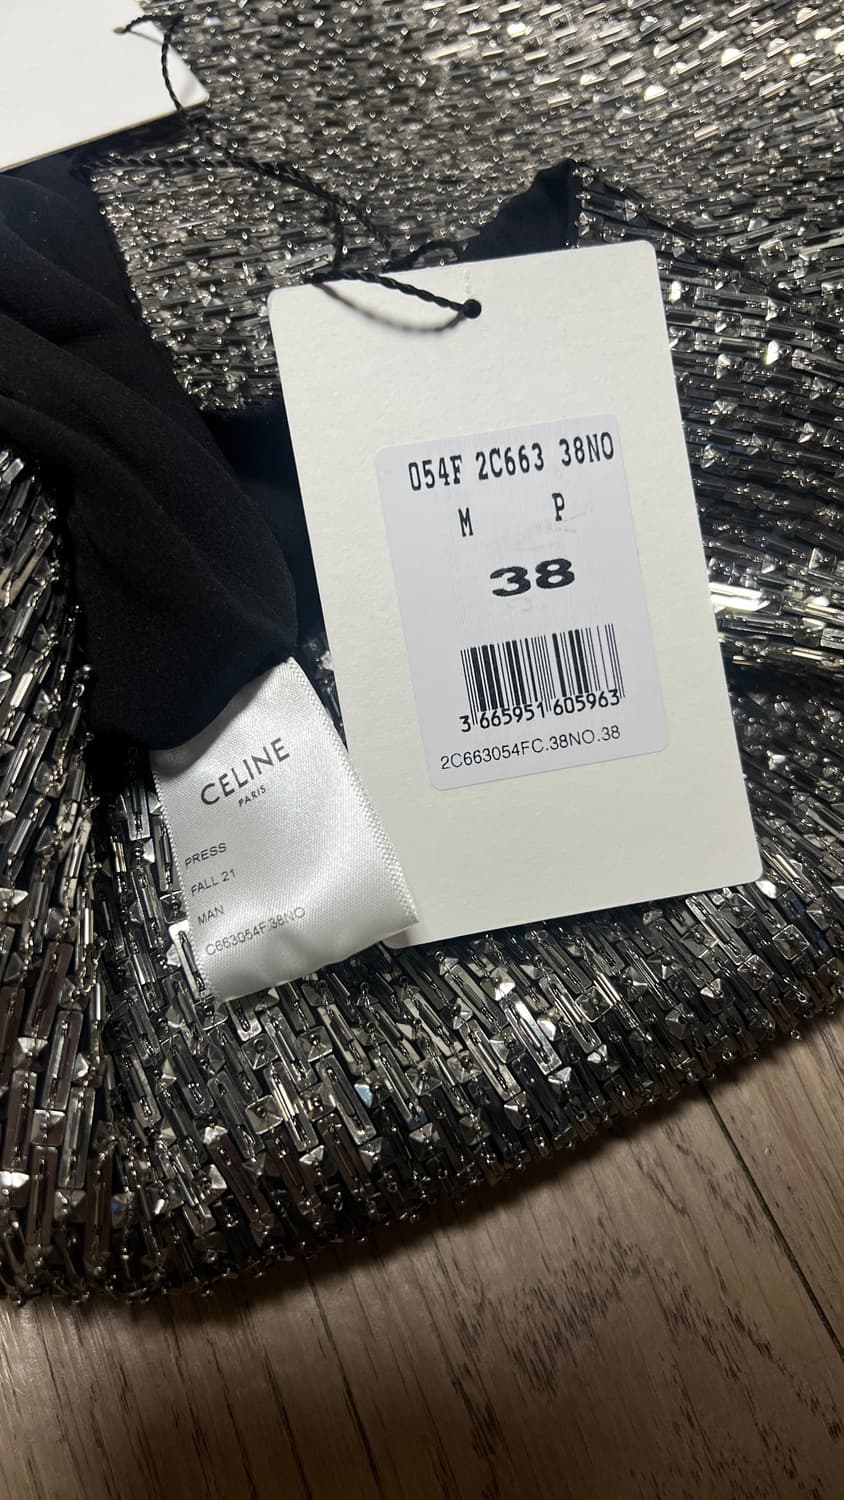 054F 2C663 38NO
M P
38
3 665951 605963
2C663054FC.38NO.38
CELINE
PARIS
PRESS
FALL 21
MAN
C663054F.38NO